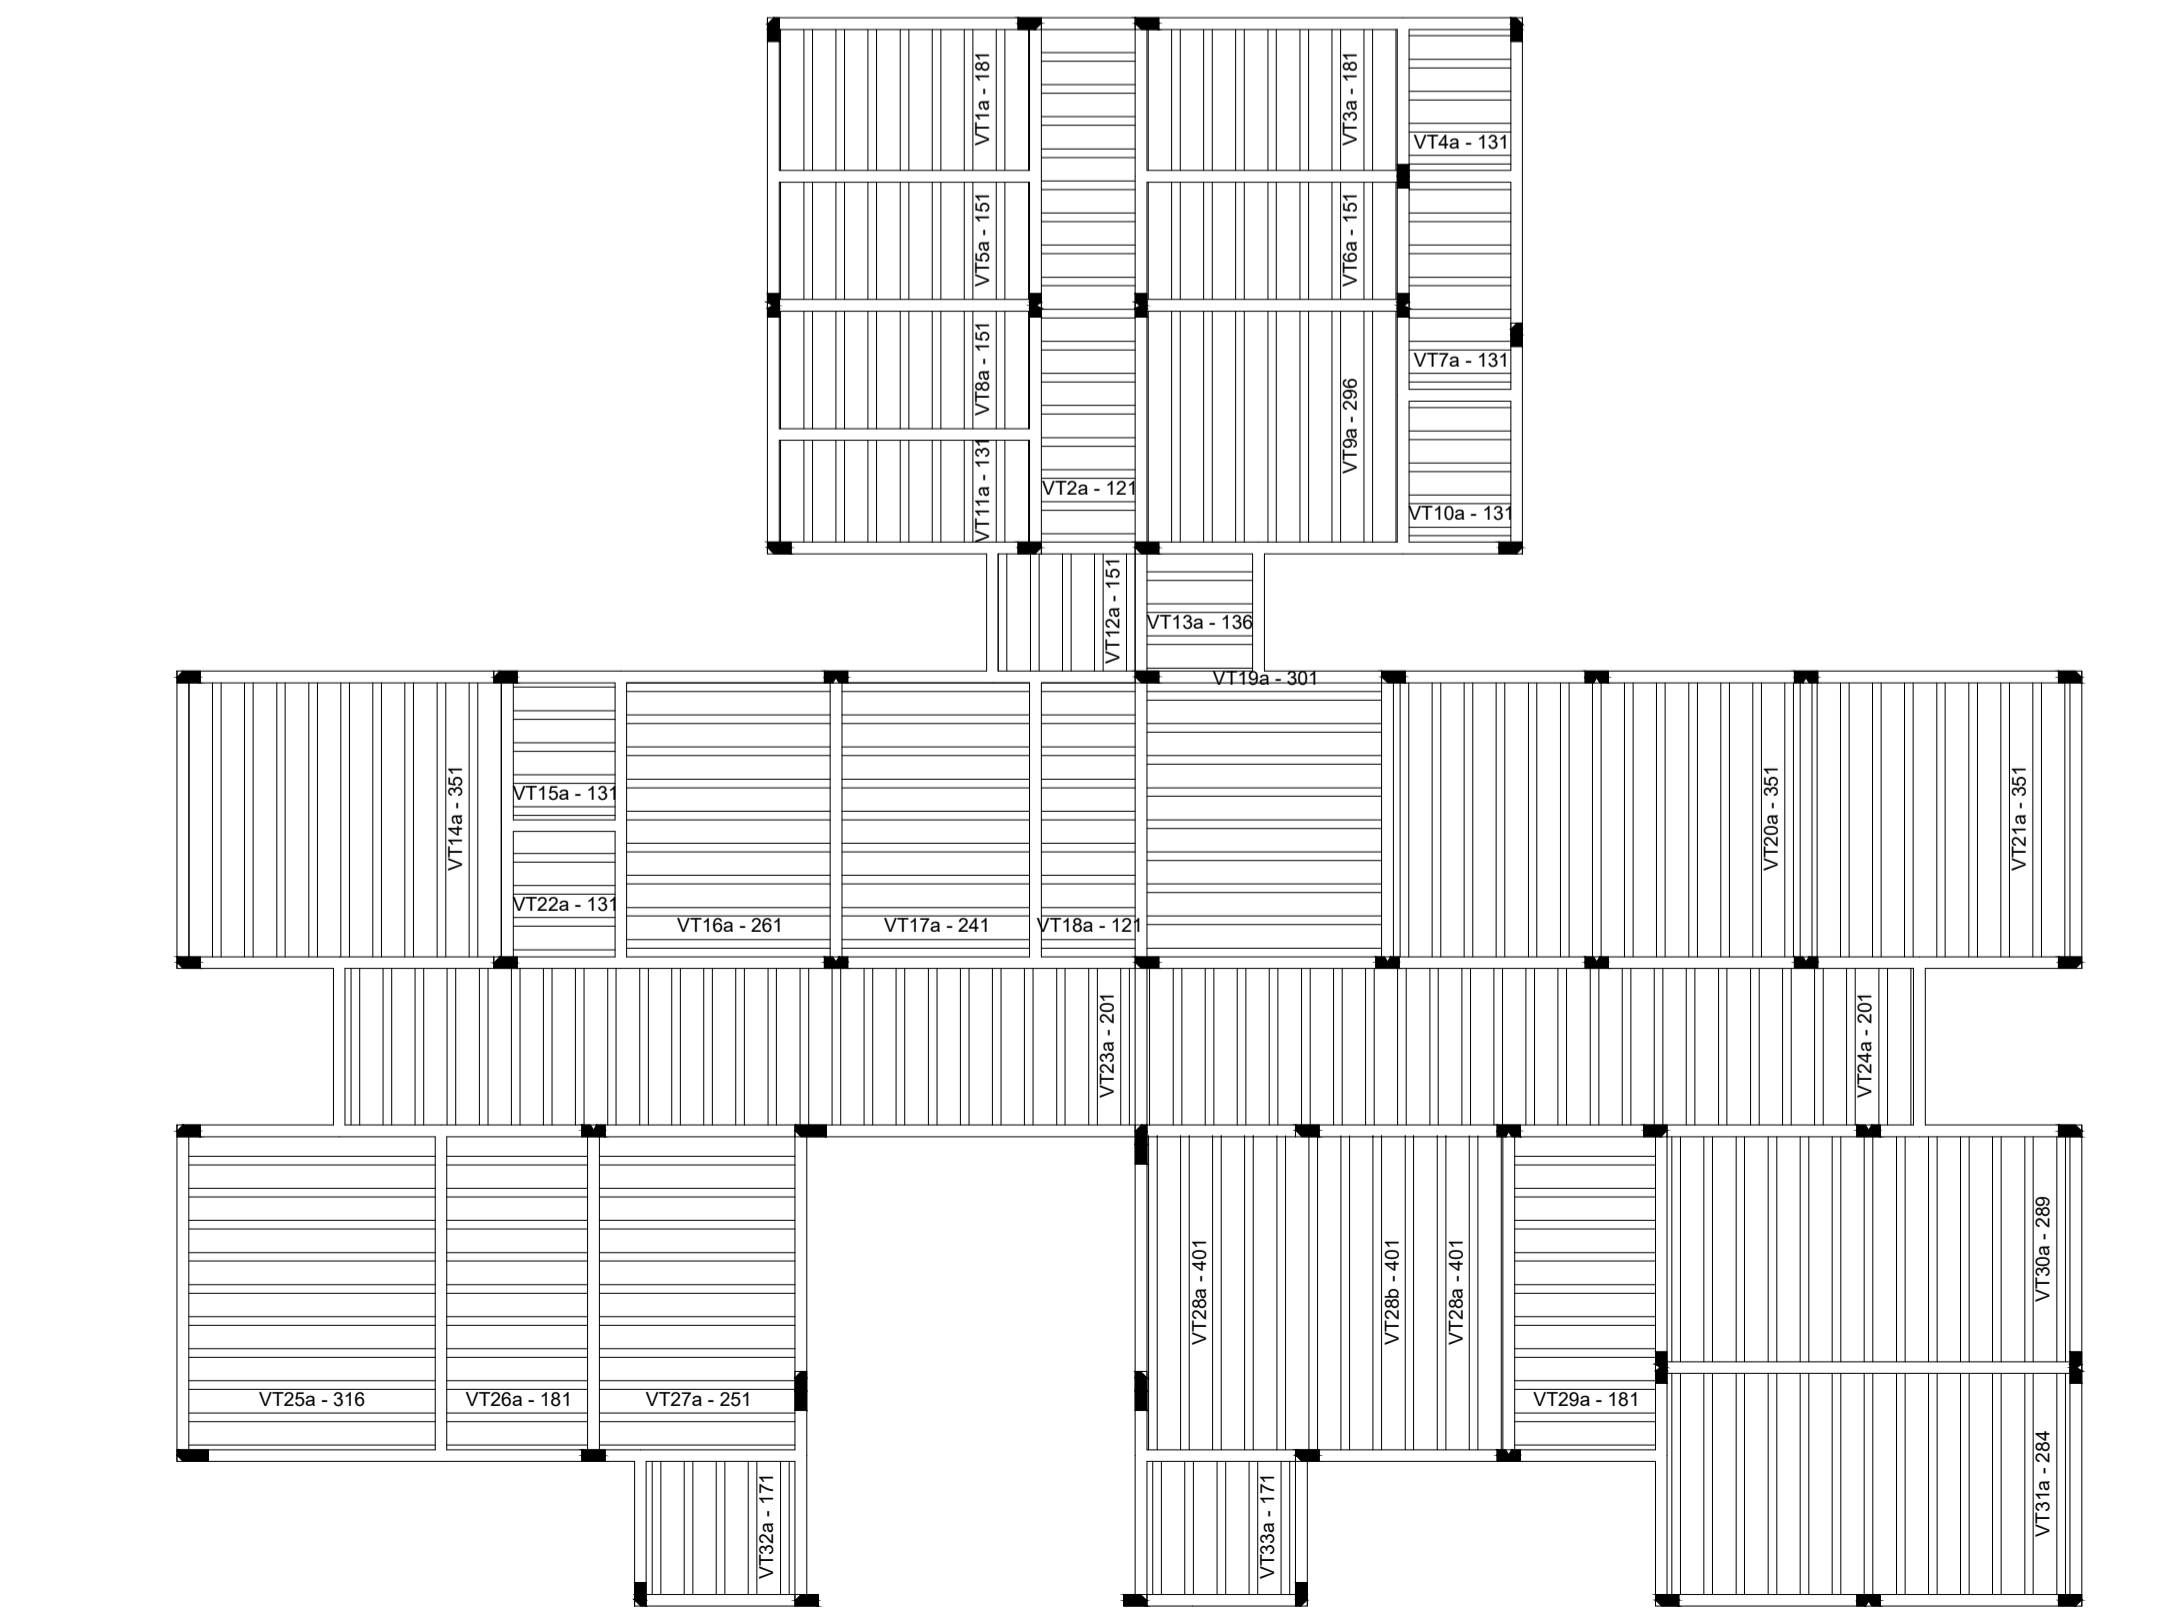 VT1a - 181
VT3a - 181
VT4a - 131
VT5a - 151
VT6a - 151
VT7a - 131
VT8a - 151
VT9a - 296
VT2a - 121
VT11a - 131
VT10a - 131
VT12a - 151
VT13a - 136
VT19a - 301
VT14a - 351
VT15a - 131
VT20a - 351
VT21a - 351
VT22a - 131
VT16a - 261
VT17a - 241
VT18a - 121
VT23a - 201
VT24a - 201
VT28a - 401
VT28b - 401
VT28a - 401
VT30a - 289
VT25a - 316
VT26a - 181
VT27a - 251
VT29a - 181
VT31a - 284
VT32a - 171
VT33a - 171